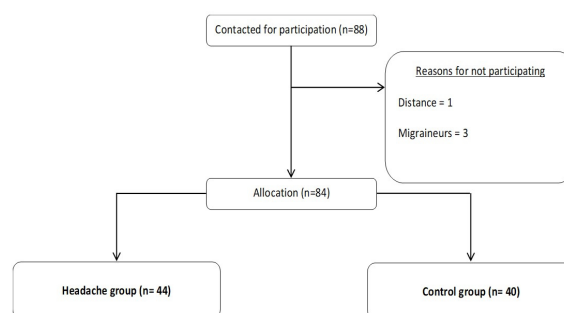 Contacted for participation (n=88)
Reasons for not participating
Distance = 1
Migraineurs = 3
Allocation (n=84)
Headache group (n= 44)
Control group (n= 40)